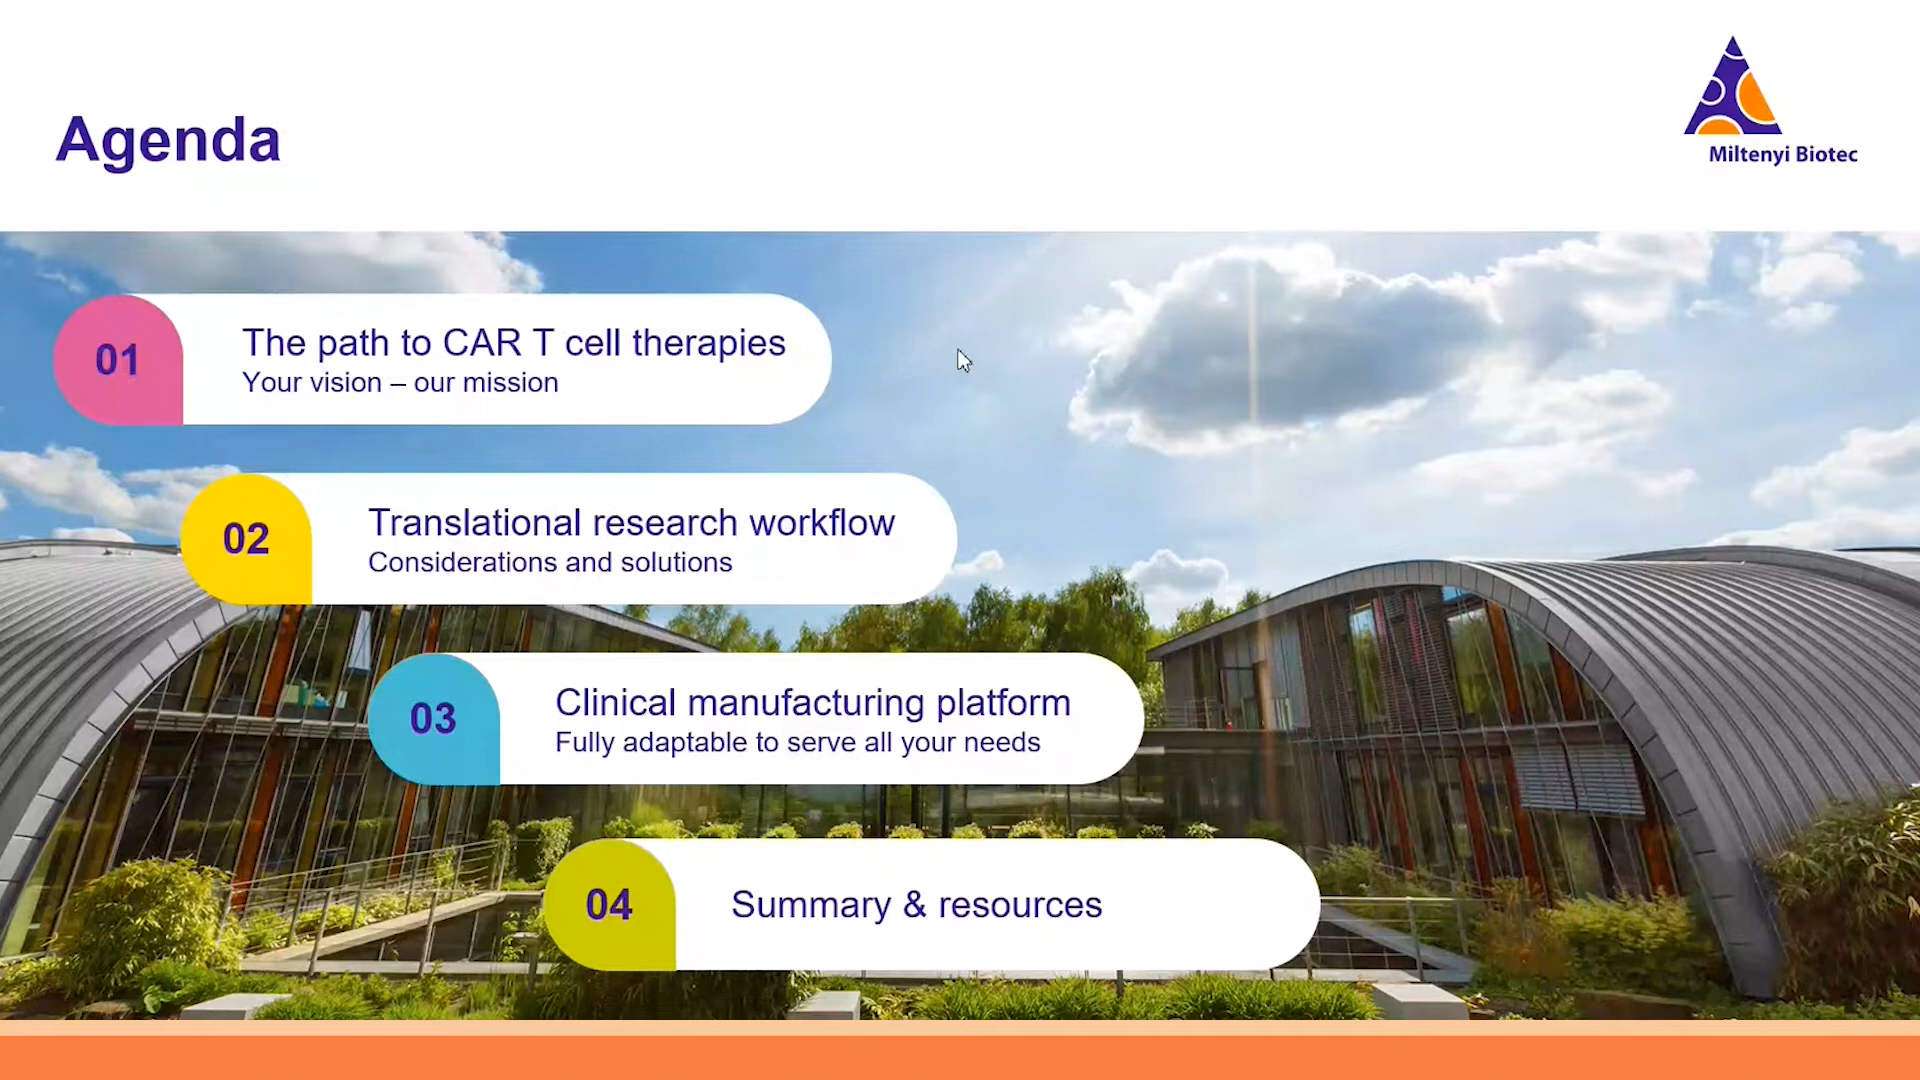 Agenda
Miltenyi Biotec
01
The path to CAR T cell therapies
Your vision – our mission
02
Translational research workflow
Considerations and solutions
03
Clinical manufacturing platform
Fully adaptable to serve all your needs
04
Summary & resources